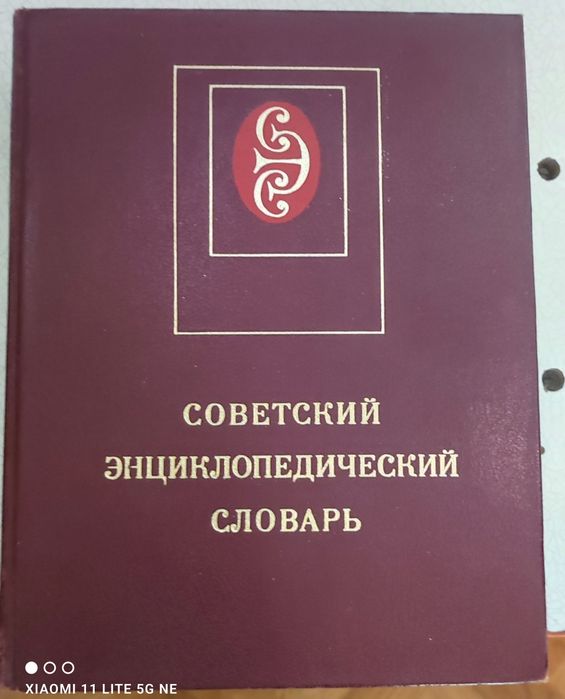 СОВЕТСКИЙ
ЭНЦИКЛОПЕДИЧЕСКИЙ
СЛОВАРЬ
XIAOMI 11 LITE 5G NE